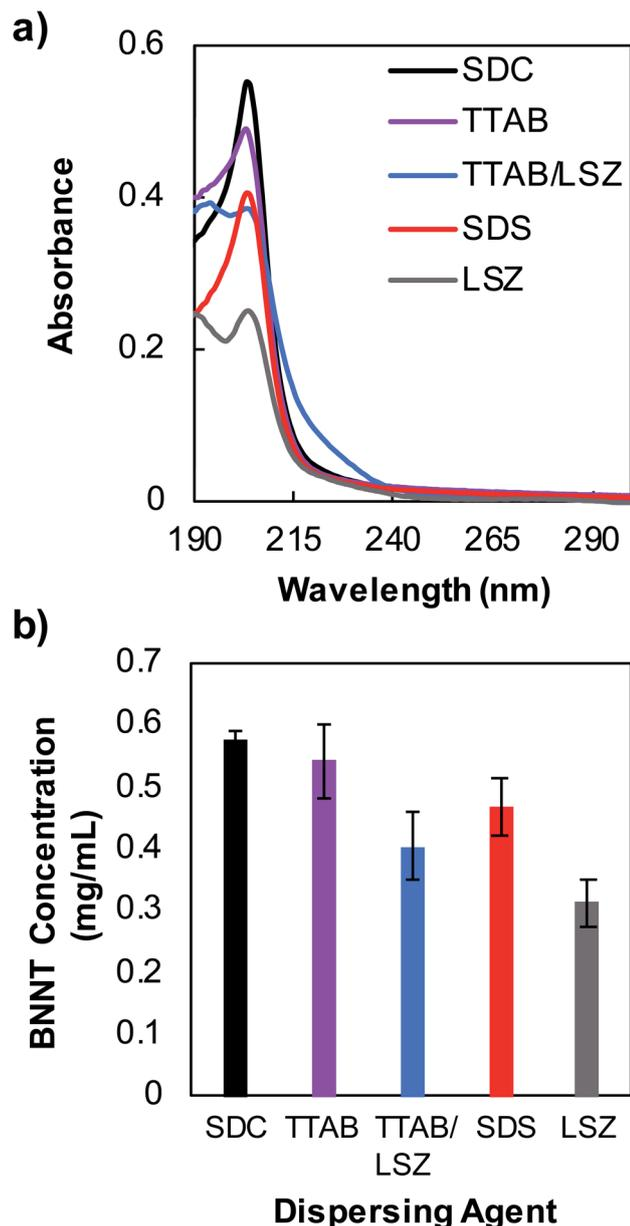 a)
0.6
0.4
0.2
0
Absorbance
SDC
TTAB
TTAB/LSZ
SDS
LSZ
190 215 240 265 290
Wavelength (nm)
b)
0.7
0.6
0.5
0.4
0.3
0.2
0.1
0
BNNT Concentration
(mg/mL)
SDC TTAB TTAB/ SDS LSZ
LSZ
Dispersing Agent